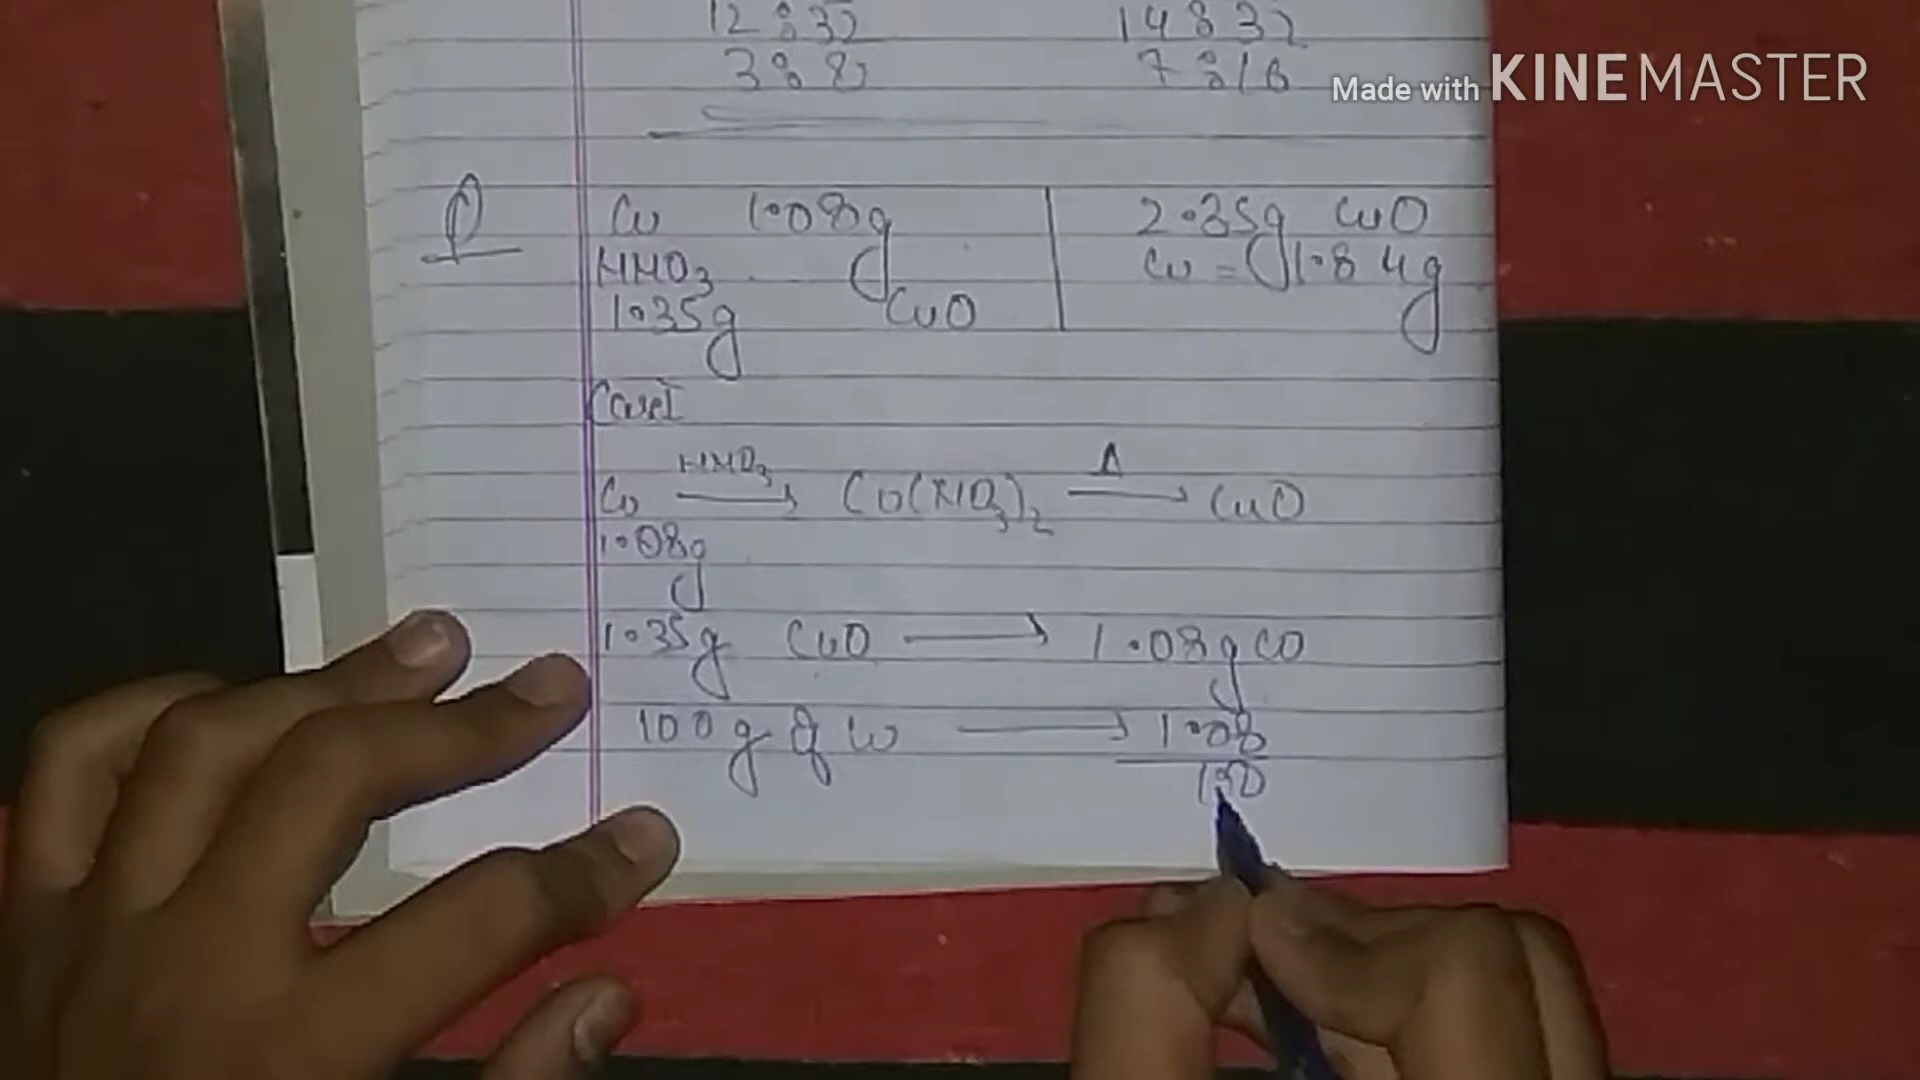 12 : 32
14 : 32
3 : 8
7 : 16
Made with KINEMASTER
Q
Cu 1.08g
2.35g CuO
HNO3
Cu = 1.84g
1.35g CuO
Case I
Cu HNO3 → Cu(NO3)2 Δ → CuO
1.08g
1.35g CuO → 1.08g Cu
100g of Cu → 1.08